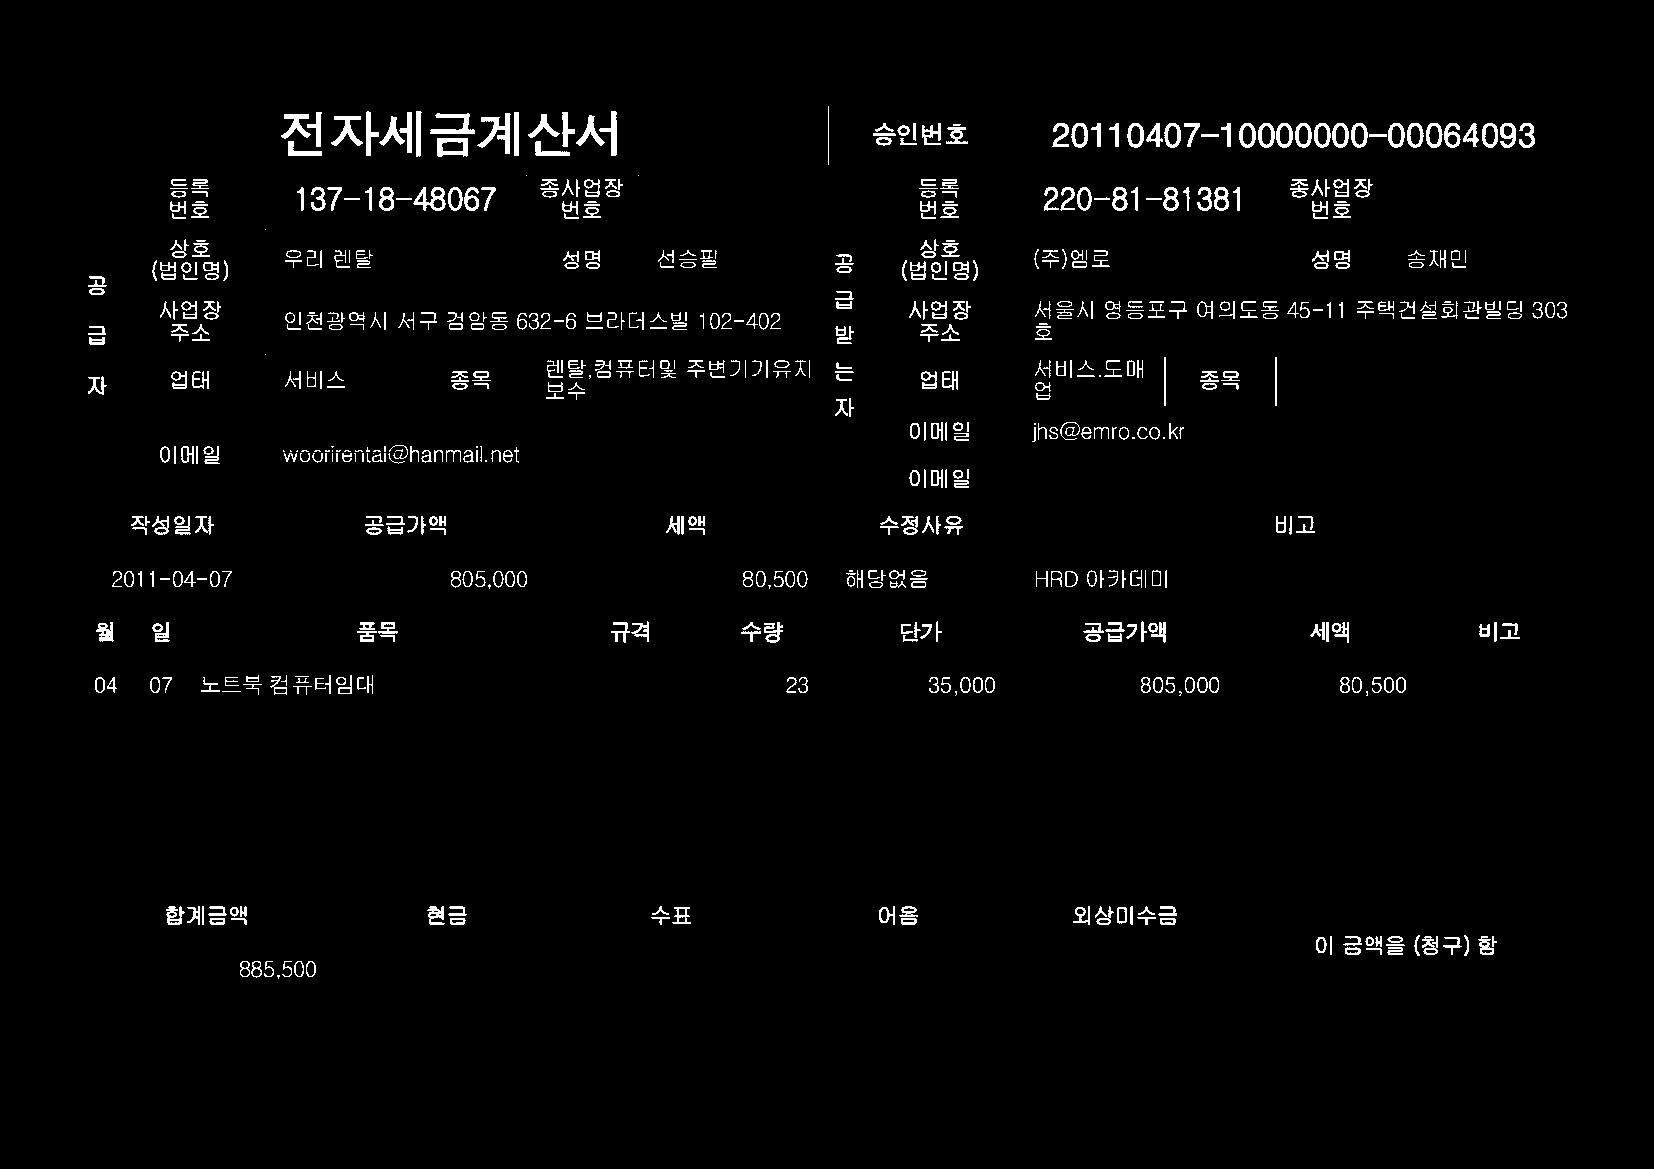 전자세금계산서 승인번호 20110407-10000000-00064093
등록번호 137-18-48067 종사업장번호 등록번호 220-81-81381 종사업장번호
공급자 공급받는자
상호(법인명) 우리 렌탈 성명 선승필 상호(법인명) (주)엠로 성명 송재민
사업장주소 인천광역시 서구 검암동 632-6 브라더스빌 102-402 사업장주소 서울시 영등포구 여의도동 45-11 주택건설회관빌딩 303호
업태 서비스 종목 렌탈,컴퓨터및 주변기기유지보수 업태 서비스.도매업 종목
이메일 woorirental@hanmail.net 이메일 jhs@emro.co.kr
이메일
작성일자 공급가액 세액 수정사유 비고
2011-04-07 805,000 80,500 해당없음 HRD 아카데미
월 일 품목 규격 수량 단가 공급가액 세액 비고
04 07 노트북 컴퓨터임대 23 35,000 805,000 80,500
합계금액 현금 수표 어음 외상미수금
이 금액을 (청구) 함
885,500